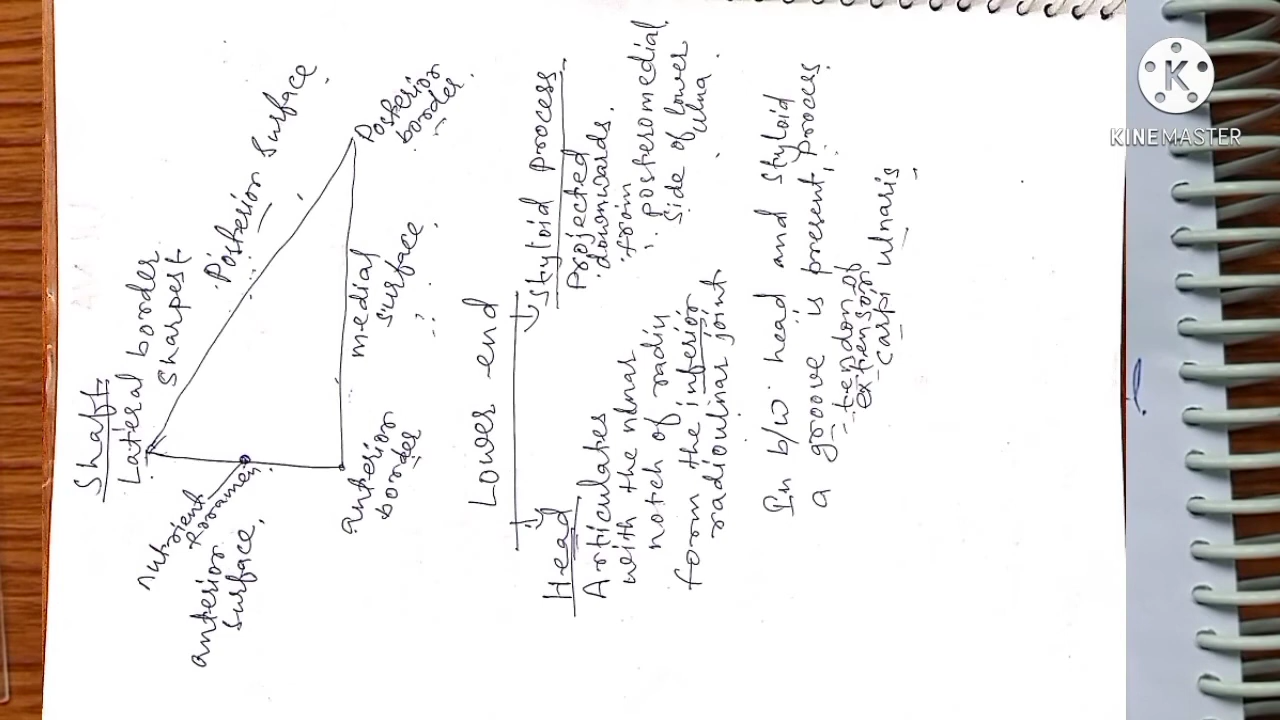 Shaft
Lateral border
sharpest
Posterior surface
Posterior
border
nutrient
foramen
anterior
surface
medial
surface
anterior
border
Lower end
Head
Articulates
with the ulnar
notch of radiu
form the inferior
radioulnar joint
Styloid process
Projected
downwards
from
posteromedial
side of lower
ulna
In b/w head and styloid
a groove is present, process
tendon of
extensor
carpi ulnaris
KINEMASTER